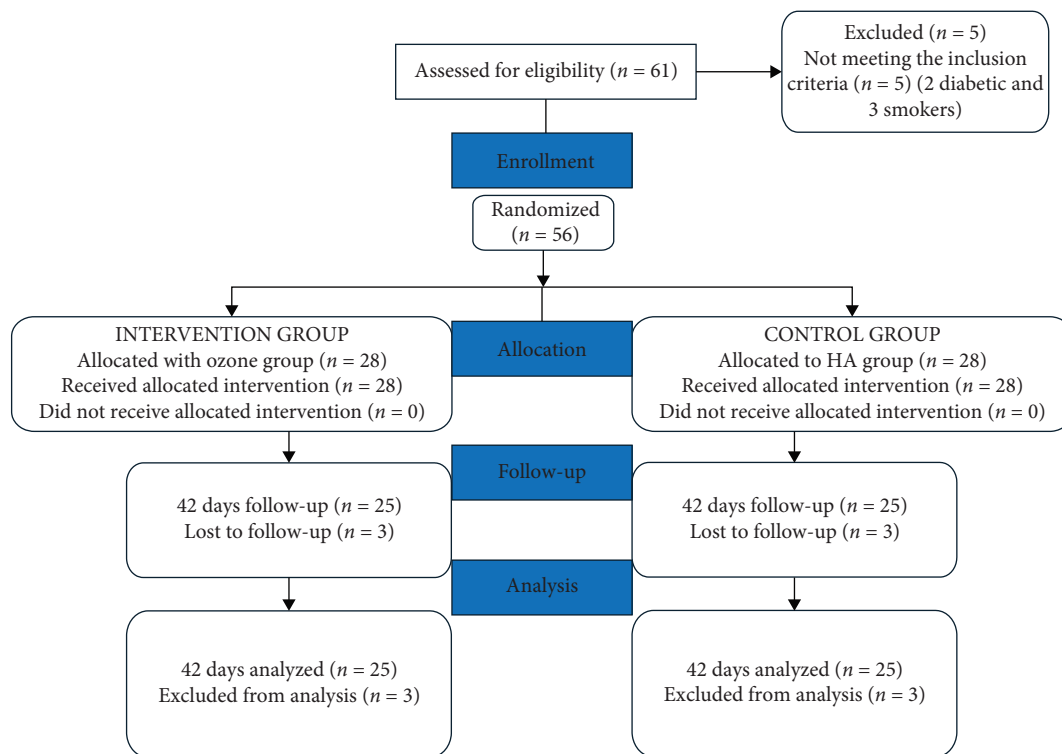 Assessed for eligibility (n = 61)
Excluded (n = 5)
Not meeting the inclusion
criteria (n = 5) (2 diabetic and
3 smokers)
Enrollment
Randomized
(n = 56)
INTERVENTION GROUP
Allocated with ozone group (n = 28)
Received allocated intervention (n = 28)
Did not receive allocated intervention (n = 0)
Allocation
CONTROL GROUP
Allocated to HA group (n = 28)
Received allocated intervention (n = 28)
Did not receive allocated intervention (n = 0)
Follow-up
42 days follow-up (n = 25)
Lost to follow-up (n = 3)
42 days follow-up (n = 25)
Lost to follow-up (n = 3)
Analysis
42 days analyzed (n = 25)
Excluded from analysis (n = 3)
42 days analyzed (n = 25)
Excluded from analysis (n = 3)